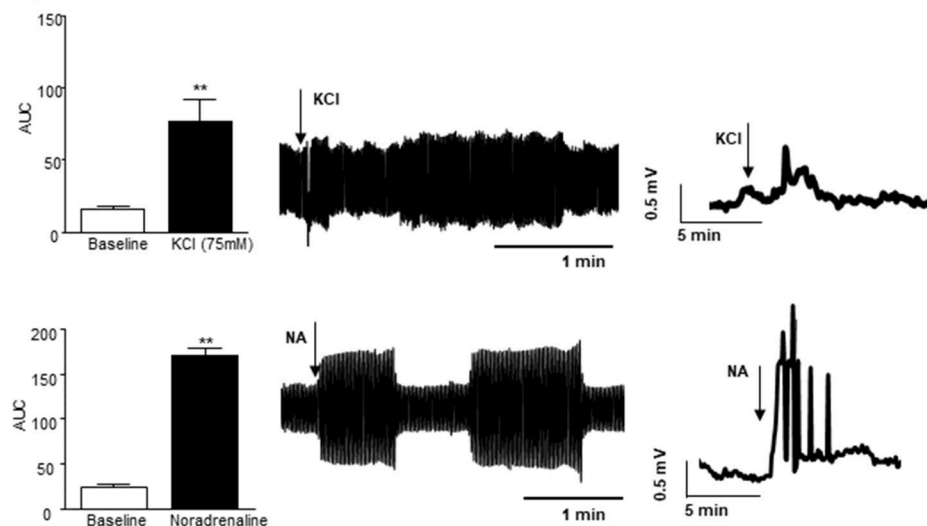 150
100
50
0
AUC
**
Baseline KCl (75mM)
KCl
1 min
KCl
0.5 mV
5 min
200
150
100
50
0
AUC
**
Baseline Noradrenaline
NA
1 min
NA
0.5 mV
5 min